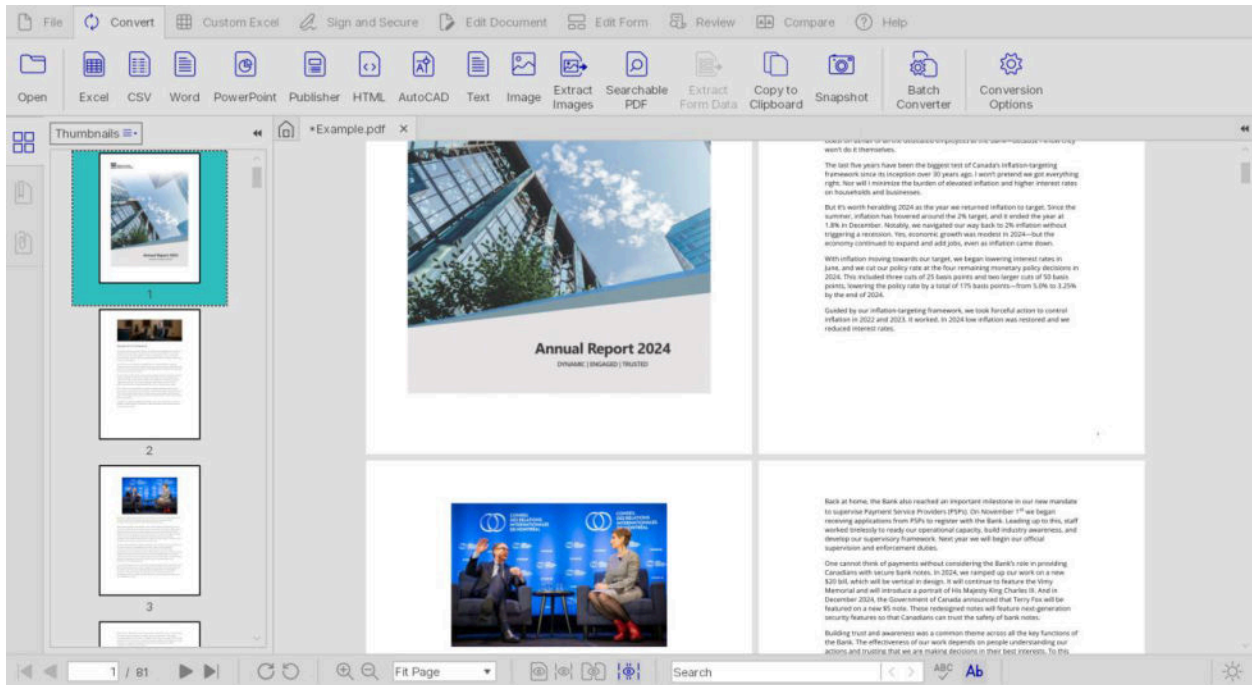 File Convert Custom Excel Sign and Secure Edit Document Edit Form Review Compare Help
Open Excel CSV Word PowerPoint Publisher HTML AutoCAD Text Image Extract Images Searchable PDF Extract Form Data Copy to Clipboard Snapshot Batch Converter Conversion Options
Thumbnails
*Example.pdf
1
2
3
Annual Report 2024
DYNAMIC | ENGAGED | TRUSTED
won't do it themselves.
The last five years have been the biggest test of Canada's inflation-targeting
framework since its inception over 30 years ago. I won't pretend we got everything
right. Nor will I minimize the burden of elevated inflation and higher interest rates
on households and businesses.
But it's worth heralding 2024 as the year we returned inflation to target. Since the
summer, inflation has hovered around the 2% target, and it ended the year at
1.8% in December. Notably, we navigated our way back to 2% inflation without
triggering a recession. Yes, economic growth was modest in 2024—but the
economy continued to expand and add jobs, even as inflation came down.
With inflation moving towards our target, we began lowering interest rates in
June, and we cut our policy rate at the four remaining monetary policy decisions in
2024. This included three cuts of 25 basis points and two larger cuts of 50 basis
points, lowering the policy rate by a total of 175 basis points—from 5.0% to 3.25%
by the end of 2024.
Guided by our inflation-targeting framework, we took forceful action to control
inflation in 2022 and 2023. It worked. In 2024 low inflation was restored and we
reduced interest rates.
CONSEIL
DES RELATIONS
INTERNATIONALES
DE MONTRÉAL
Back at home, the Bank also reached an important milestone in our new mandate
to supervise Payment Service Providers (PSPs). On November 1st we began
receiving applications from PSPs to register with the Bank. Leading up to this, staff
worked tirelessly to ready our operational capacity, build industry awareness, and
develop our supervisory framework. Next year we will begin our official
supervision and enforcement duties.
One cannot think of payments without considering the Bank's role in providing
Canadians with secure bank notes. In 2024, we ramped up our work on a new
$20 bill, which will be vertical in design. It will continue to feature the Vimy
Memorial and will introduce a portrait of His Majesty King Charles III. And in
December 2024, the Government of Canada announced that Terry Fox will be
featured on a new $5 note. These redesigned notes will feature next-generation
security features so that Canadians can trust the safety of bank notes.
Building trust and awareness was a common theme across all the key functions of
the Bank. The effectiveness of our work depends on people understanding our
actions and trusting that we are making decisions in their best interests. To this
1 / 81 Fit Page Search ABC Ab